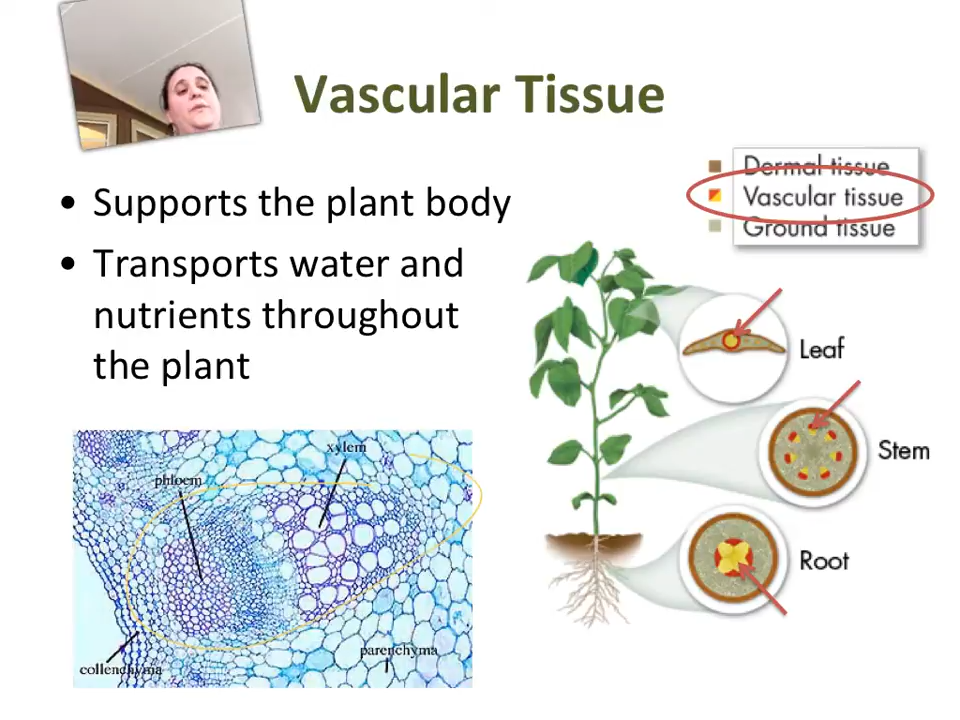 Vascular Tissue
• Supports the plant body
• Transports water and
nutrients throughout
the plant
Dermal tissue
Vascular tissue
Ground tissue
Leaf
Stem
Root
xylem
phloem
parenchyma
collenchyma